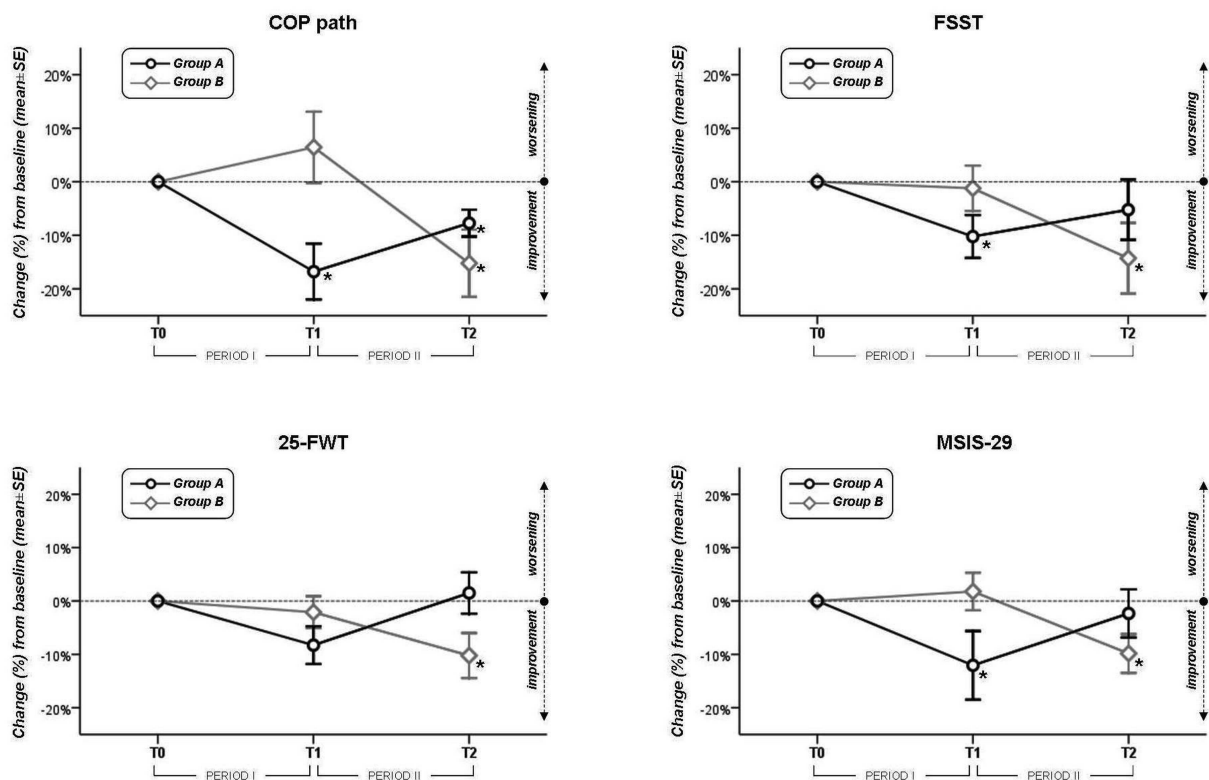 COP path
Change (%) from baseline (mean±SE)
20%
10%
0%
-10%
-20%
Group A
Group B
*
*
*
worsening
improvement
T0
T1
T2
PERIOD I
PERIOD II
FSST
Change (%) from baseline (mean±SE)
20%
10%
0%
-10%
-20%
Group A
Group B
*
*
worsening
improvement
T0
T1
T2
PERIOD I
PERIOD II
25-FWT
Change (%) from baseline (mean±SE)
20%
10%
0%
-10%
-20%
Group A
Group B
*
worsening
improvement
T0
T1
T2
PERIOD I
PERIOD II
MSIS-29
Change (%) from baseline (mean±SE)
20%
10%
0%
-10%
-20%
Group A
Group B
*
*
worsening
improvement
T0
T1
T2
PERIOD I
PERIOD II